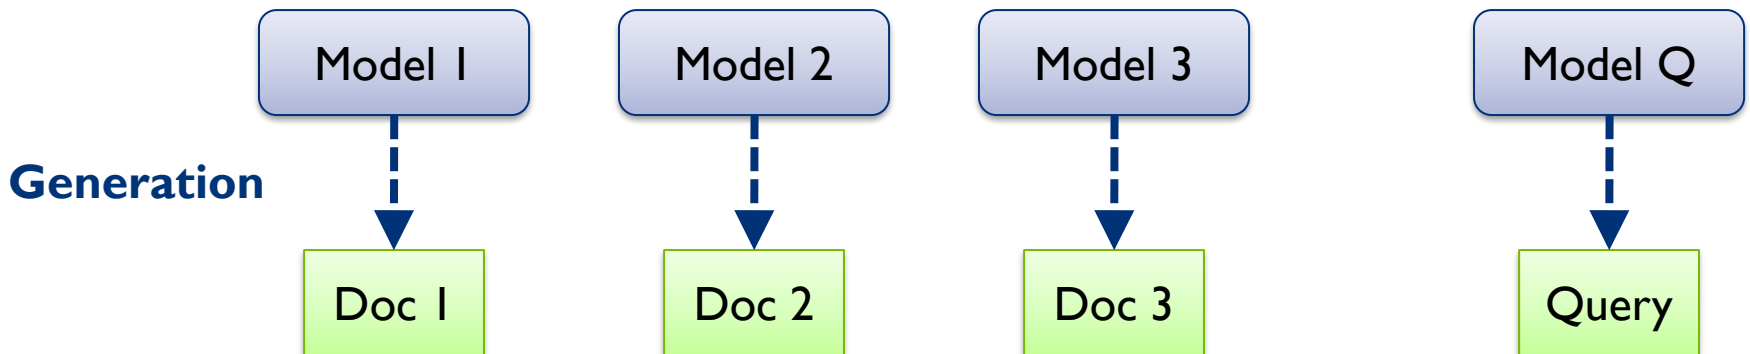 Model 1
Model 2
Model 3
Model Q
Generation
Doc 1
Doc 2
Doc 3
Query